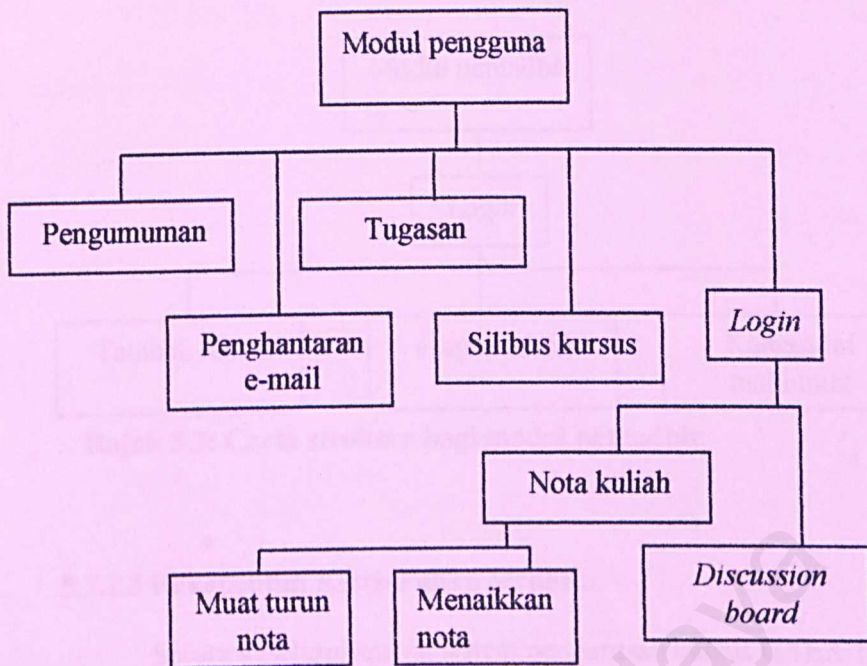 Modul pengguna
Pengumuman
Tugasan
Penghantaran
e-mail
Silibus kursus
Login
Nota kuliah
Muat turun
nota
Menaikkan
nota
Discussion
board